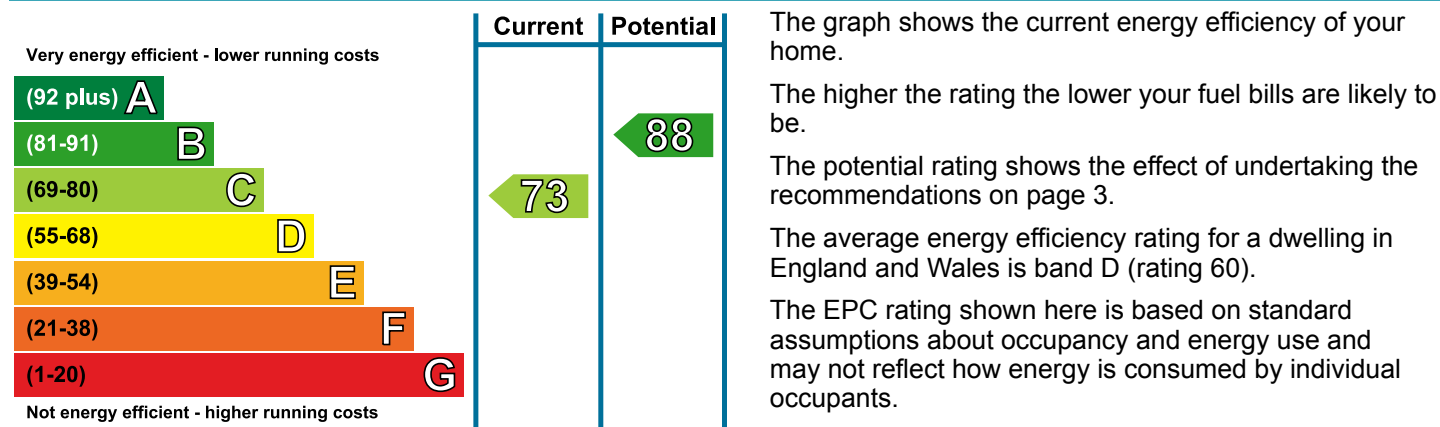 Current Potential
Very energy efficient - lower running costs
(92 plus) A
(81-91) B
88
(69-80) C
73
(55-68) D
(39-54) E
(21-38) F
(1-20) G
Not energy efficient - higher running costs
The graph shows the current energy efficiency of your
home.
The higher the rating the lower your fuel bills are likely to
be.
The potential rating shows the effect of undertaking the
recommendations on page 3.
The average energy efficiency rating for a dwelling in
England and Wales is band D (rating 60).
The EPC rating shown here is based on standard
assumptions about occupancy and energy use and
may not reflect how energy is consumed by individual
occupants.